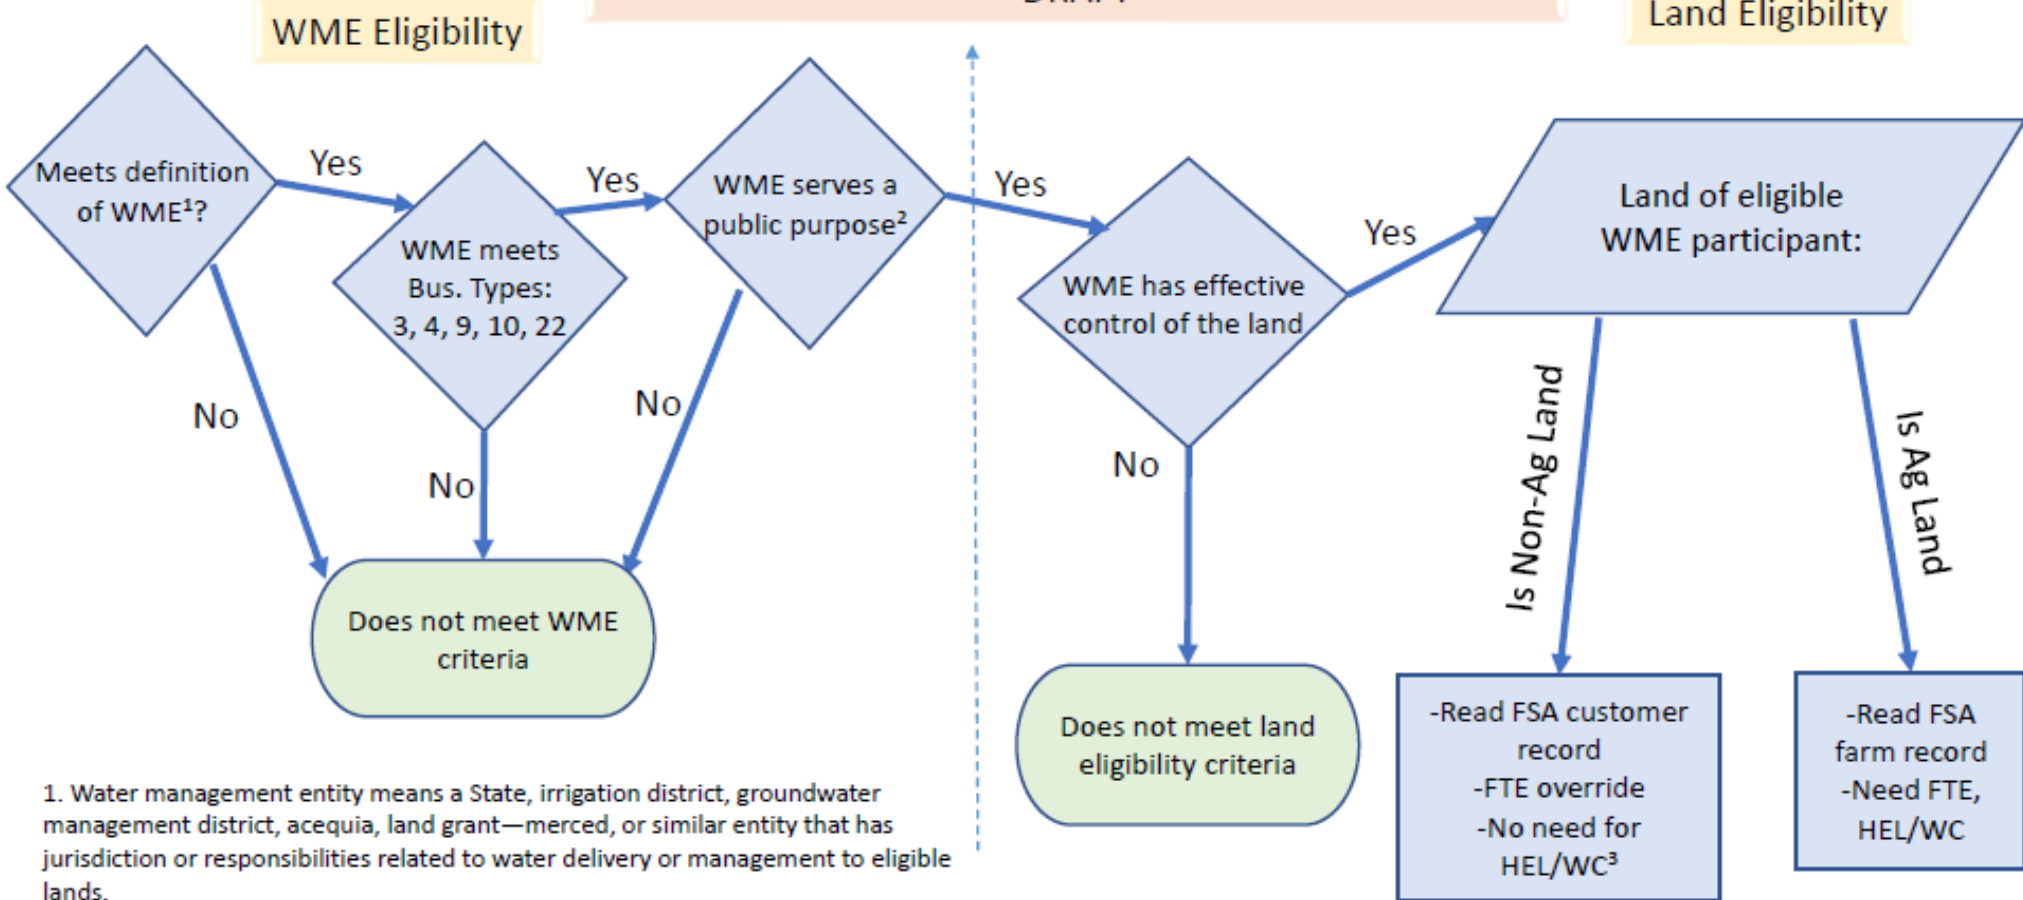 WME Eligibility
Land Eligibility
Meets definition
of WME¹?
Yes
WME meets
Bus. Types:
3, 4, 9, 10, 22
Yes
WME serves a
public purpose²
Yes
WME has effective
control of the land
Yes
Land of eligible
WME participant:
No
No
No
No
Is Non-Ag Land
Is Ag Land
Does not meet WME
criteria
Does not meet land
eligibility criteria
-Read FSA customer
record
-FTE override
-No need for
HEL/WC³
-Read FSA
farm record
-Need FTE,
HEL/WC
1. Water management entity means a State, irrigation district, groundwater
management district, acequia, land grant—merced, or similar entity that has
jurisdiction or responsibilities related to water delivery or management to eligible
lands.